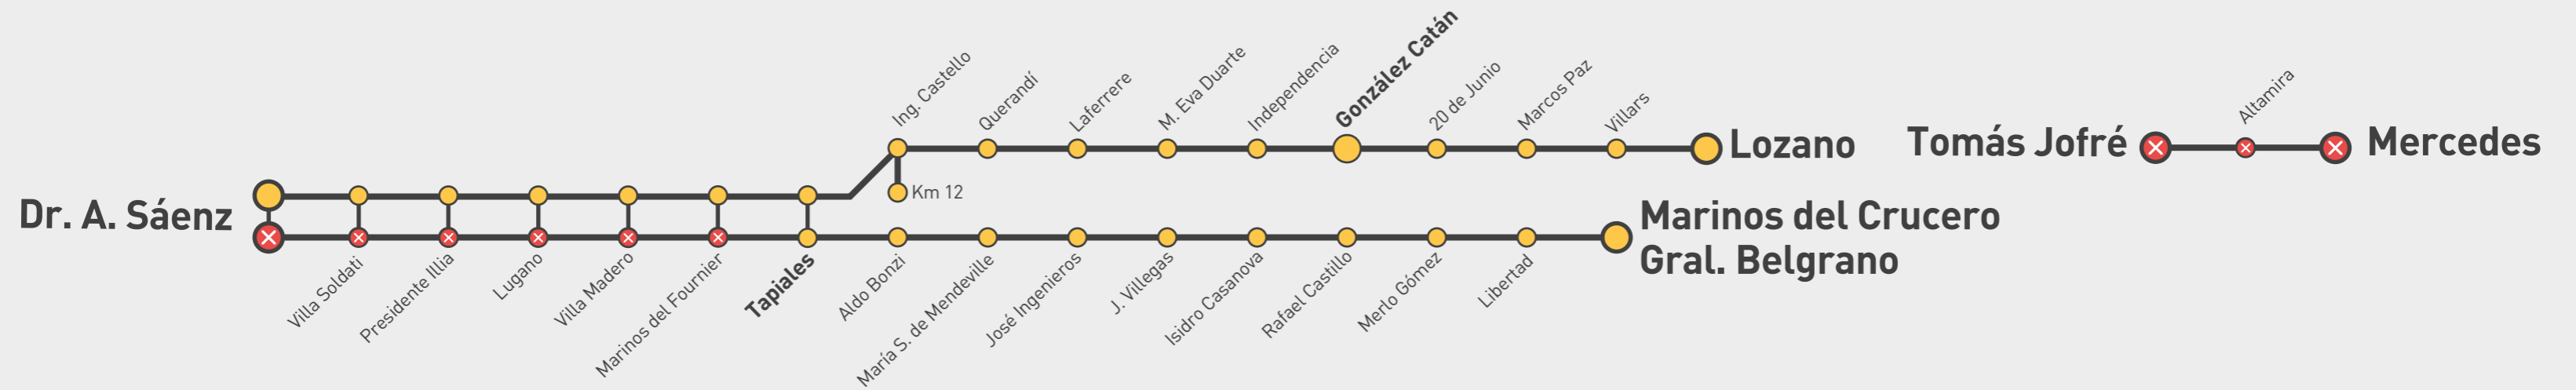 Dr. A. Sáenz
Villa Soldati
Presidente Illia
Lugano
Villa Madero
Marinos del Fournier
Tapiales
Ing. Castello
Querandí
Laferrere
M. Eva Duarte
Independencia
González Catán
20 de Junio
Marcos Paz
Villars
Lozano
Km 12
Aldo Bonzi
María S. de Mendeville
José Ingenieros
J. Villegas
Isidro Casanova
Rafael Castillo
Merlo Gómez
Libertad
Marinos del Crucero
Gral. Belgrano
Tomás Jofré
Altamira
Mercedes